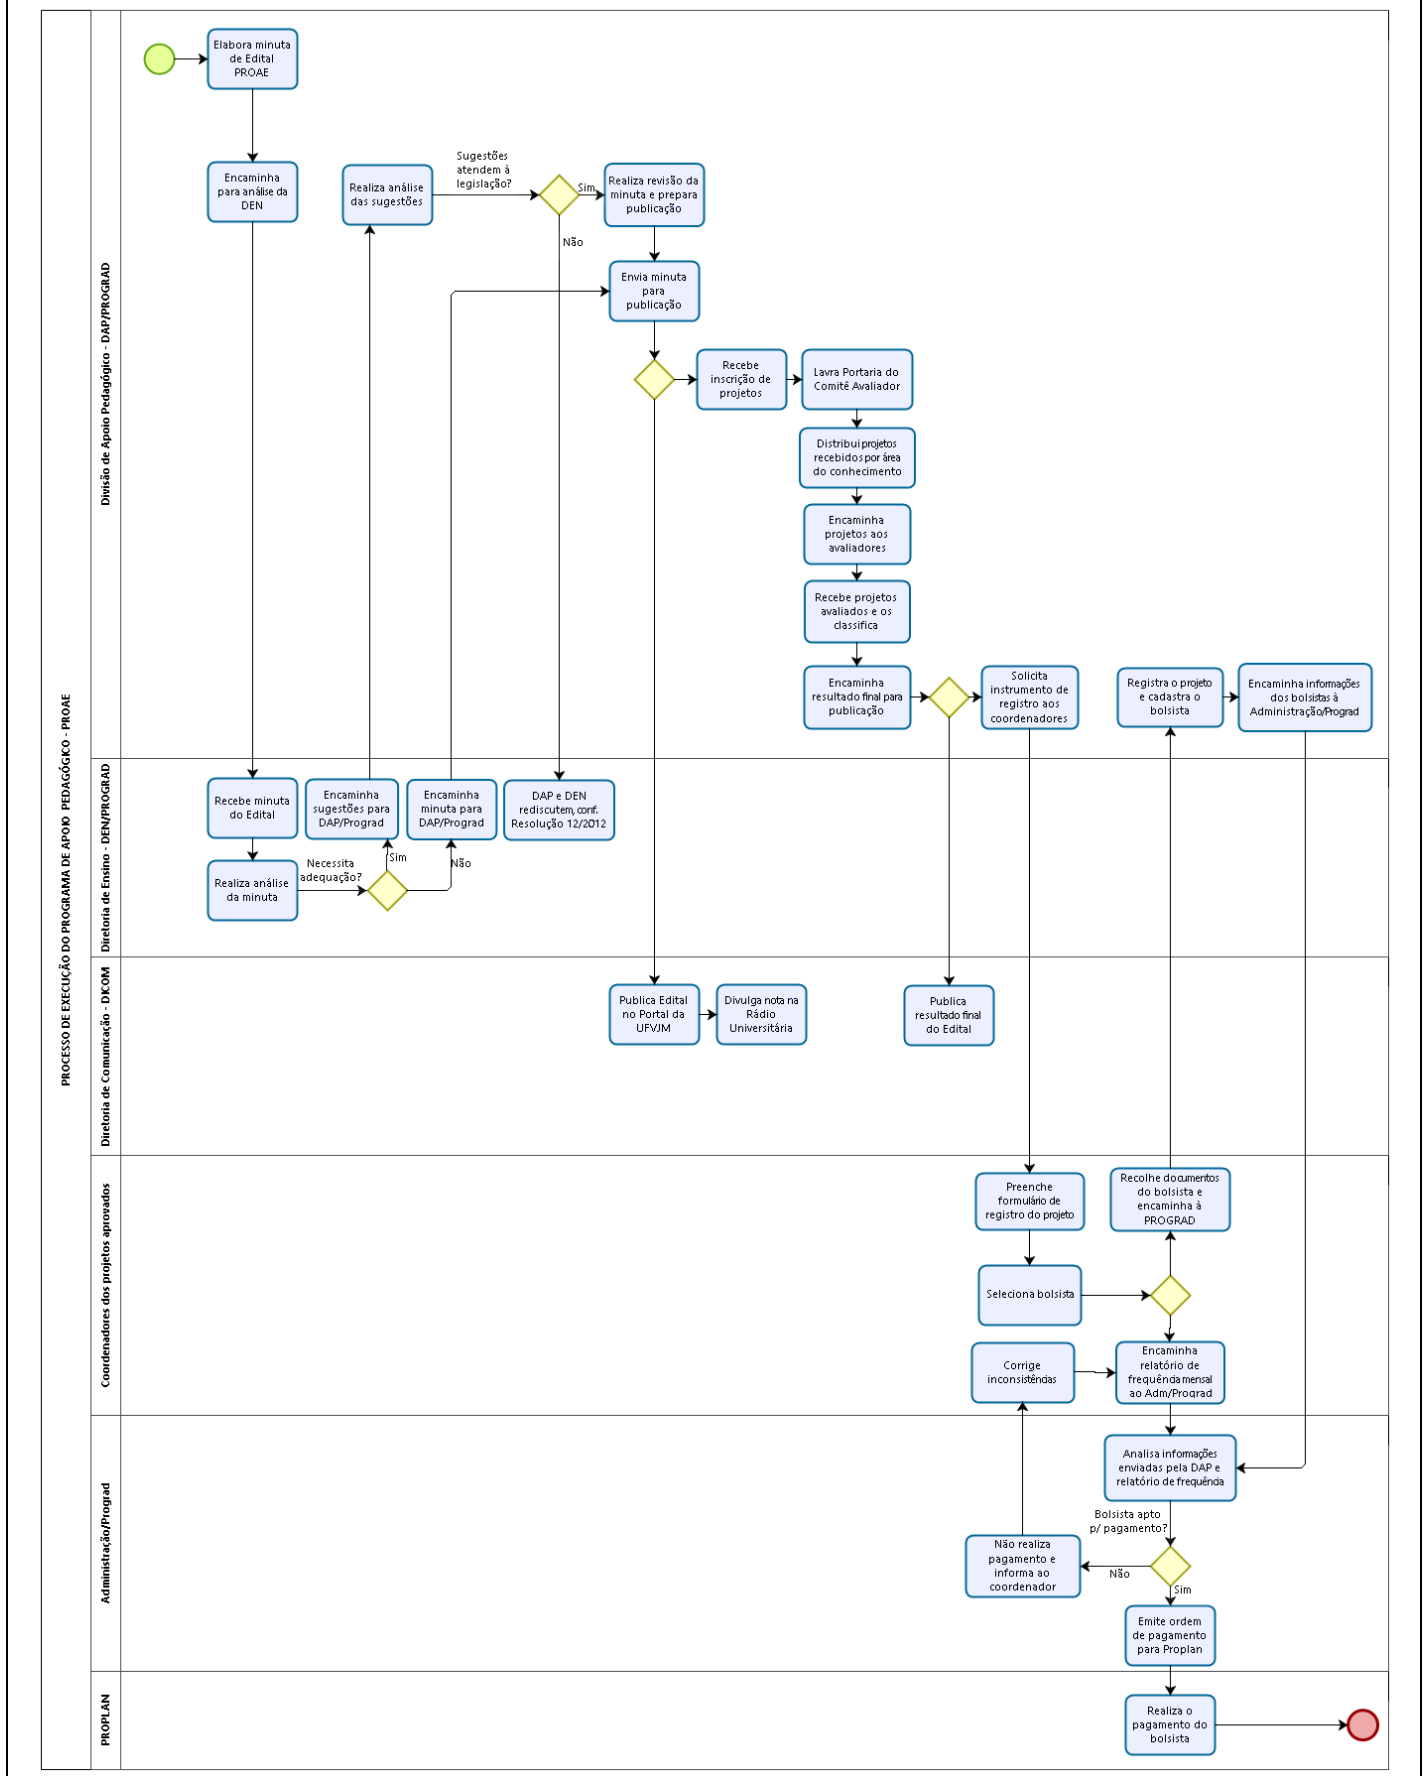 PROCESSO DE EXECUÇÃO DO PROGRAMA DE APOIO PEDAGÓGICO - PROAE
Divisão de Apoio Pedagógico - DAP/PROGRAD
Elabora minuta
de Edital
PROAE
Encaminha
para análise da
DEN
Realiza análise
das sugestões
Sugestões
atendem à
legislação?
Sim
Não
Realiza revisão da
minuta e prepara
publicação
Envia minuta
para
publicação
Recebe
inscrição de
projetos
Lavra Portaria do
Comitê Avaliador
Distribui projetos
recebidos por área
do conhecimento
Encaminha
projetos aos
avaliadores
Recebe projetos
avaliados e os
classifica
Encaminha
resultado final para
publicação
Solicita
instrumento de
registro aos
coordenadores
Registra o projeto
e cadastra o
bolsista
Encaminha informações
dos bolsistas à
Administração/Prograd
Diretoria de Ensino - DEN/PROGRAD
Recebe minuta
do Edital
Realiza análise
da minuta
Necessita
adequação?
Sim
Não
Encaminha
sugestões para
DAP/Prograd
Encaminha
minuta para
DAP/Prograd
DAP e DEN
rediscutem, conf.
Resolução 12/2012
Diretoria de Comunicação - DICOM
Publica Edital
no Portal da
UFVJM
Divulga nota na
Rádio
Universitária
Publica
resultado final
do Edital
Coordenadores dos projetos aprovados
Preenche
formulário de
registro do projeto
Recolhe documentos
do bolsista e
encaminha à
PROGRAD
Seleciona bolsista
Corrige
inconsistências
Encaminha
relatório de
frequência mensal
ao Adm/Prograd
Administração/Prograd
Analisa informações
enviadas pela DAP e
relatório de frequência
Bolsista apto
p/ pagamento?
Não
Sim
Não realiza
pagamento e
informa ao
coordenador
Emite ordem
de pagamento
para Proplan
PROPLAN
Realiza o
pagamento do
bolsista